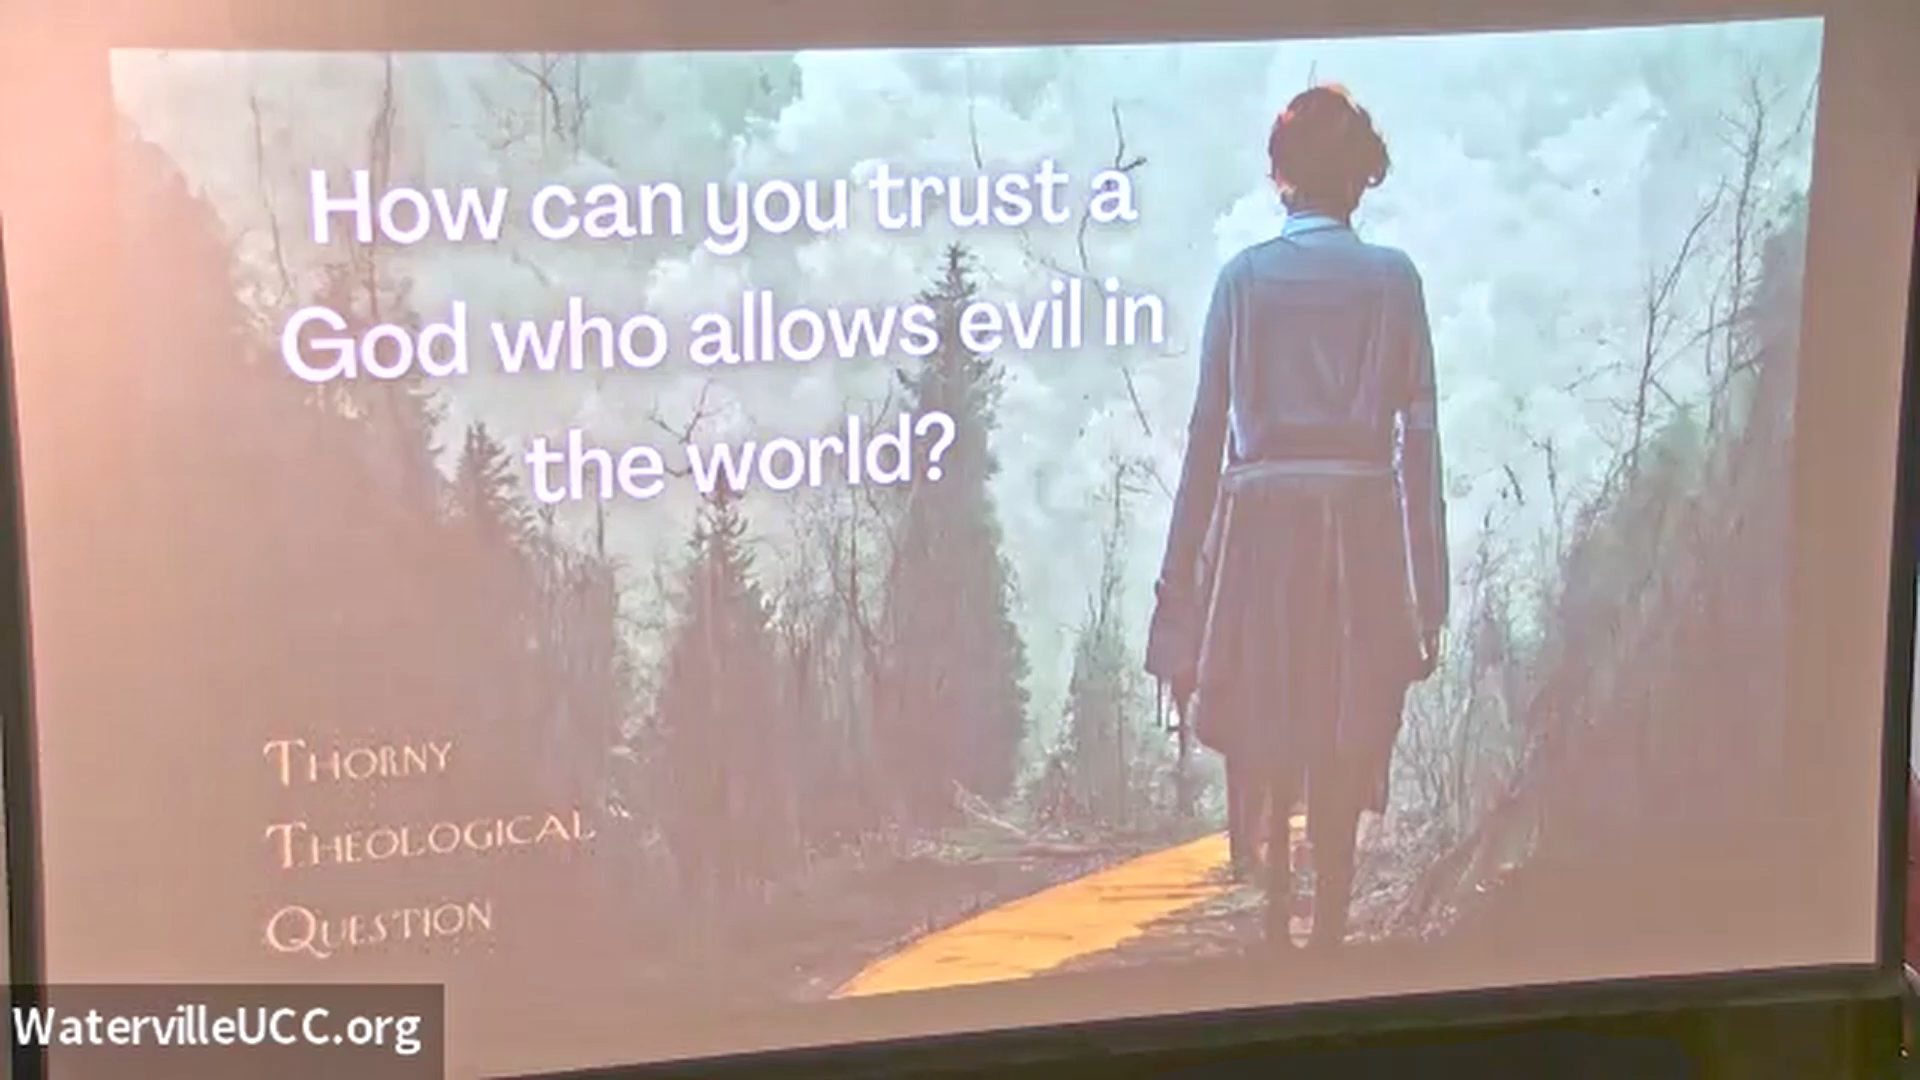 How can you trust a
God who allows evil in
the world?
THORNY
THEOLOGICAL
QUESTION
WatervilleUCC.org